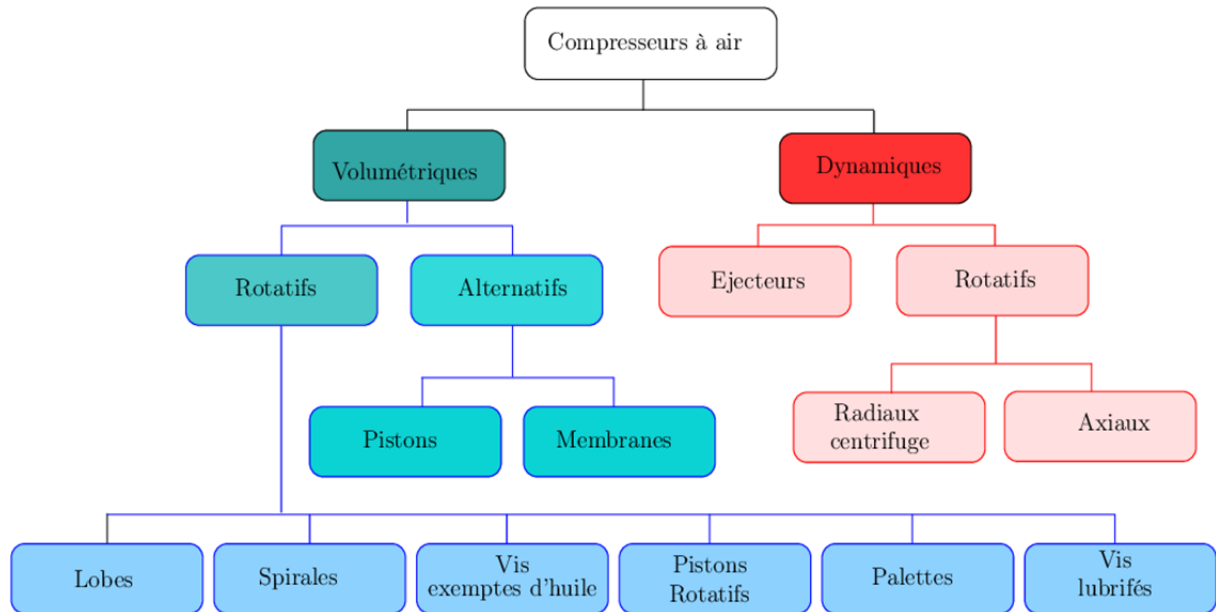 Compresseurs à air
Volumétriques
Dynamiques
Rotatifs
Alternatifs
Ejecteurs
Rotatifs
Pistons
Membranes
Radiaux
centrifuge
Axiaux
Lobes
Spirales
Vis
exemptes d'huile
Pistons
Rotatifs
Palettes
Vis
lubrifés